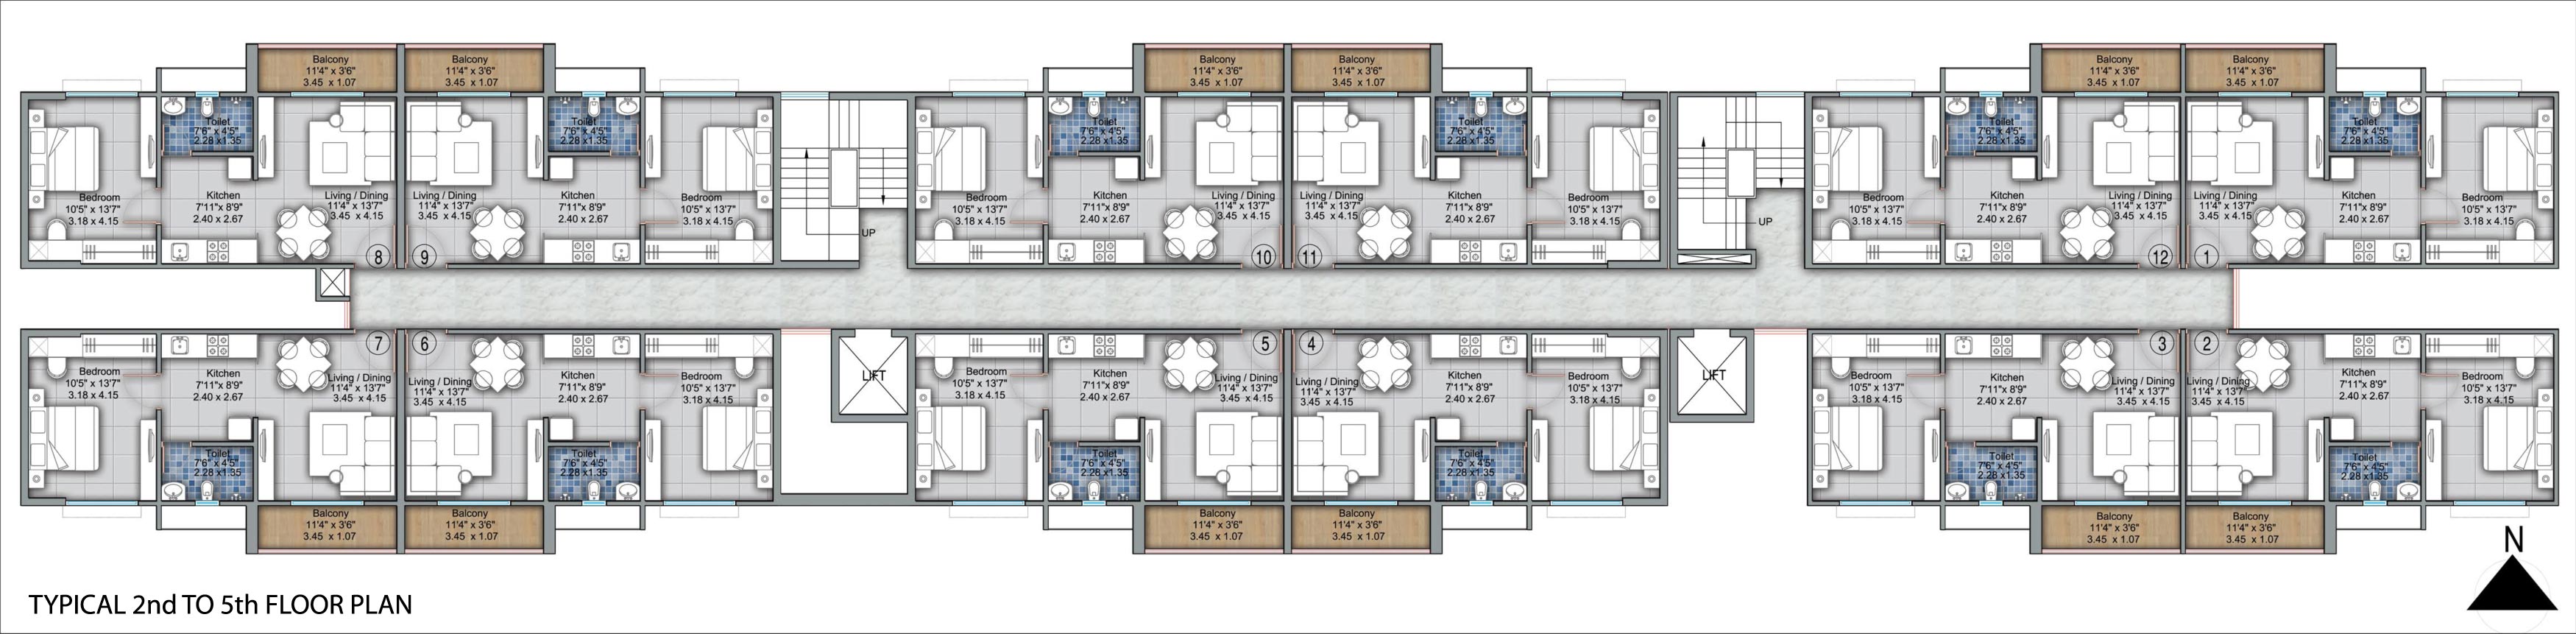 Balcony
11'4" x 3'6"
3.45 x 1.07
Balcony
11'4" x 3'6"
3.45 x 1.07
Balcony
11'4" x 3'6"
3.45 x 1.07
Balcony
11'4" x 3'6"
3.45 x 1.07
Balcony
11'4" x 3'6"
3.45 x 1.07
Balcony
11'4" x 3'6"
3.45 x 1.07
Bedroom
10'5" x 13'7"
3.18 x 4.15
Toilet
7'6" x 4'5"
2.28 x1.35
Kitchen
7'11"x 8'9"
2.40 x 2.67
Living / Dining
11'4" x 13'7"
3.45 x 4.15
8
Living / Dining
11'4" x 13'7"
3.45 x 4.15
9
Toilet
7'6" x 4'5"
2.28 x1.35
Kitchen
7'11"x 8'9"
2.40 x 2.67
Bedroom
10'5" x 13'7"
3.18 x 4.15
UP
Bedroom
10'5" x 13'7"
3.18 x 4.15
Toilet
7'6" x 4'5"
2.28 x1.35
Kitchen
7'11"x 8'9"
2.40 x 2.67
Living / Dining
11'4" x 13'7"
3.45 x 4.15
10
Living / Dining
11'4" x 13'7"
3.45 x 4.15
11
Toilet
7'6" x 4'5"
2.28 x1.35
Kitchen
7'11"x 8'9"
2.40 x 2.67
Bedroom
10'5" x 13'7"
3.18 x 4.15
UP
Bedroom
10'5" x 13'7"
3.18 x 4.15
Toilet
7'6" x 4'5"
2.28 x1.35
Kitchen
7'11"x 8'9"
2.40 x 2.67
Living / Dining
11'4" x 13'7"
3.45 x 4.15
12
Living / Dining
11'4" x 13'7"
3.45 x 4.15
1
Toilet
7'6" x 4'5"
2.28 x1.35
Kitchen
7'11"x 8'9"
2.40 x 2.67
Bedroom
10'5" x 13'7"
3.18 x 4.15
Bedroom
10'5" x 13'7"
3.18 x 4.15
Kitchen
7'11"x 8'9"
2.40 x 2.67
Toilet
7'6" x 4'5"
2.28 x1.35
7
Living / Dining
11'4" x 13'7"
3.45 x 4.15
6
Living / Dining
11'4" x 13'7"
3.45 x 4.15
Kitchen
7'11"x 8'9"
2.40 x 2.67
Toilet
7'6" x 4'5"
2.28 x1.35
Bedroom
10'5" x 13'7"
3.18 x 4.15
LIFT
Bedroom
10'5" x 13'7"
3.18 x 4.15
Kitchen
7'11"x 8'9"
2.40 x 2.67
Toilet
7'6" x 4'5"
2.28 x1.35
5
Living / Dining
11'4" x 13'7"
3.45 x 4.15
4
Living / Dining
11'4" x 13'7"
3.45 x 4.15
Kitchen
7'11"x 8'9"
2.40 x 2.67
Toilet
7'6" x 4'5"
2.28 x1.35
Bedroom
10'5" x 13'7"
3.18 x 4.15
LIFT
Bedroom
10'5" x 13'7"
3.18 x 4.15
Kitchen
7'11"x 8'9"
2.40 x 2.67
Toilet
7'6" x 4'5"
2.28 x1.35
3
Living / Dining
11'4" x 13'7"
3.45 x 4.15
2
Living / Dining
11'4" x 13'7"
3.45 x 4.15
Kitchen
7'11"x 8'9"
2.40 x 2.67
Toilet
7'6" x 4'5"
2.28 x1.35
Bedroom
10'5" x 13'7"
3.18 x 4.15
Balcony
11'4" x 3'6"
3.45 x 1.07
Balcony
11'4" x 3'6"
3.45 x 1.07
Balcony
11'4" x 3'6"
3.45 x 1.07
Balcony
11'4" x 3'6"
3.45 x 1.07
Balcony
11'4" x 3'6"
3.45 x 1.07
Balcony
11'4" x 3'6"
3.45 x 1.07
N
TYPICAL 2nd TO 5th FLOOR PLAN